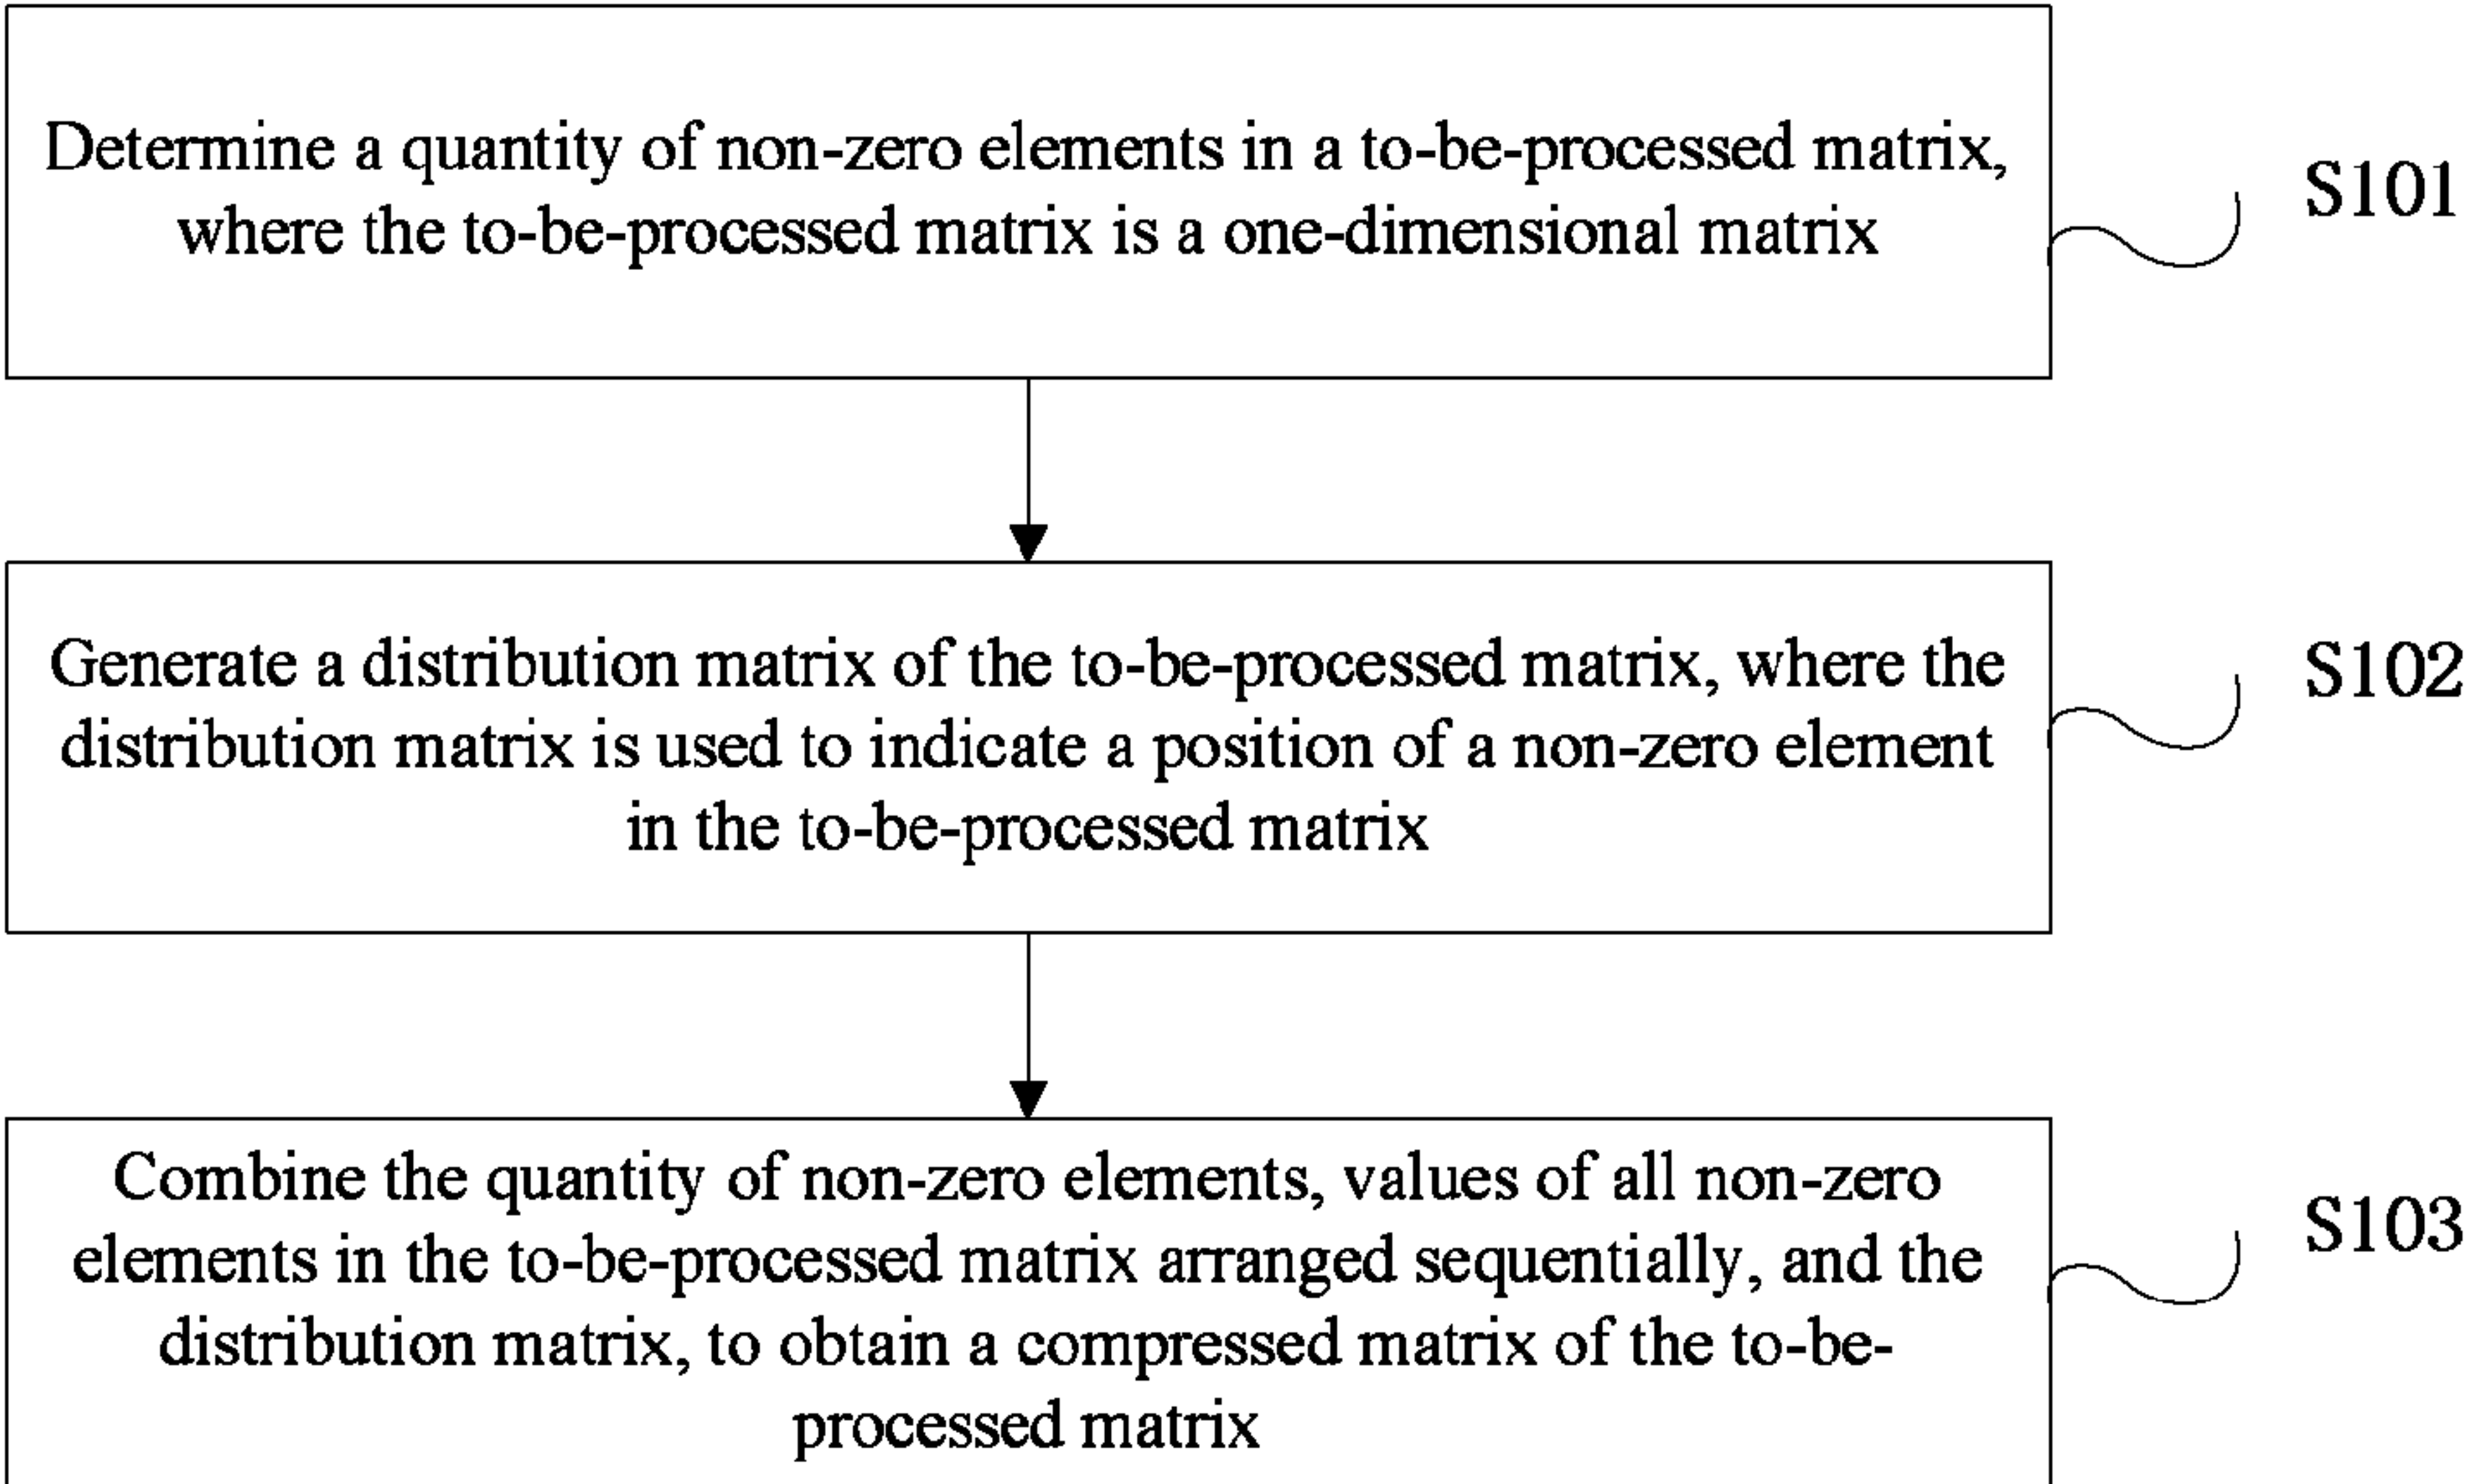 Determine a quantity of non-zero elements in a to-be-processed matrix,
where the to-be-processed matrix is a one-dimensional matrix
S101
Generate a distribution matrix of the to-be-processed matrix, where the
distribution matrix is used to indicate a position of a non-zero element
in the to-be-processed matrix
S102
Combine the quantity of non-zero elements, values of all non-zero
elements in the to-be-processed matrix arranged sequentially, and the
distribution matrix, to obtain a compressed matrix of the to-be-
processed matrix
S103